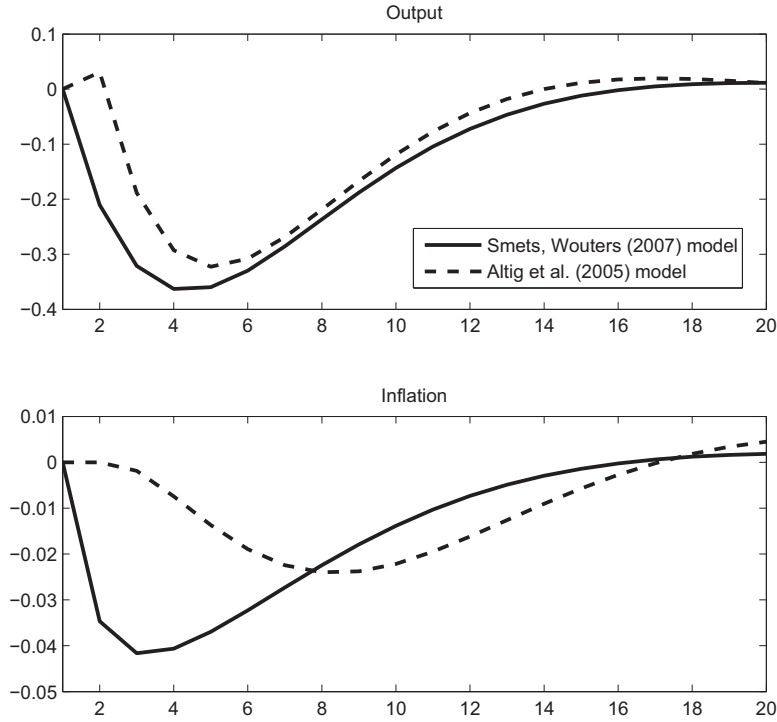 Output
0.1
0
−0.1
−0.2
−0.3
−0.4
2 4 6 8 10 12 14 16 18 20
Smets, Wouters (2007) model
Altig et al. (2005) model
Inflation
0.01
0
−0.01
−0.02
−0.03
−0.04
−0.05
2 4 6 8 10 12 14 16 18 20